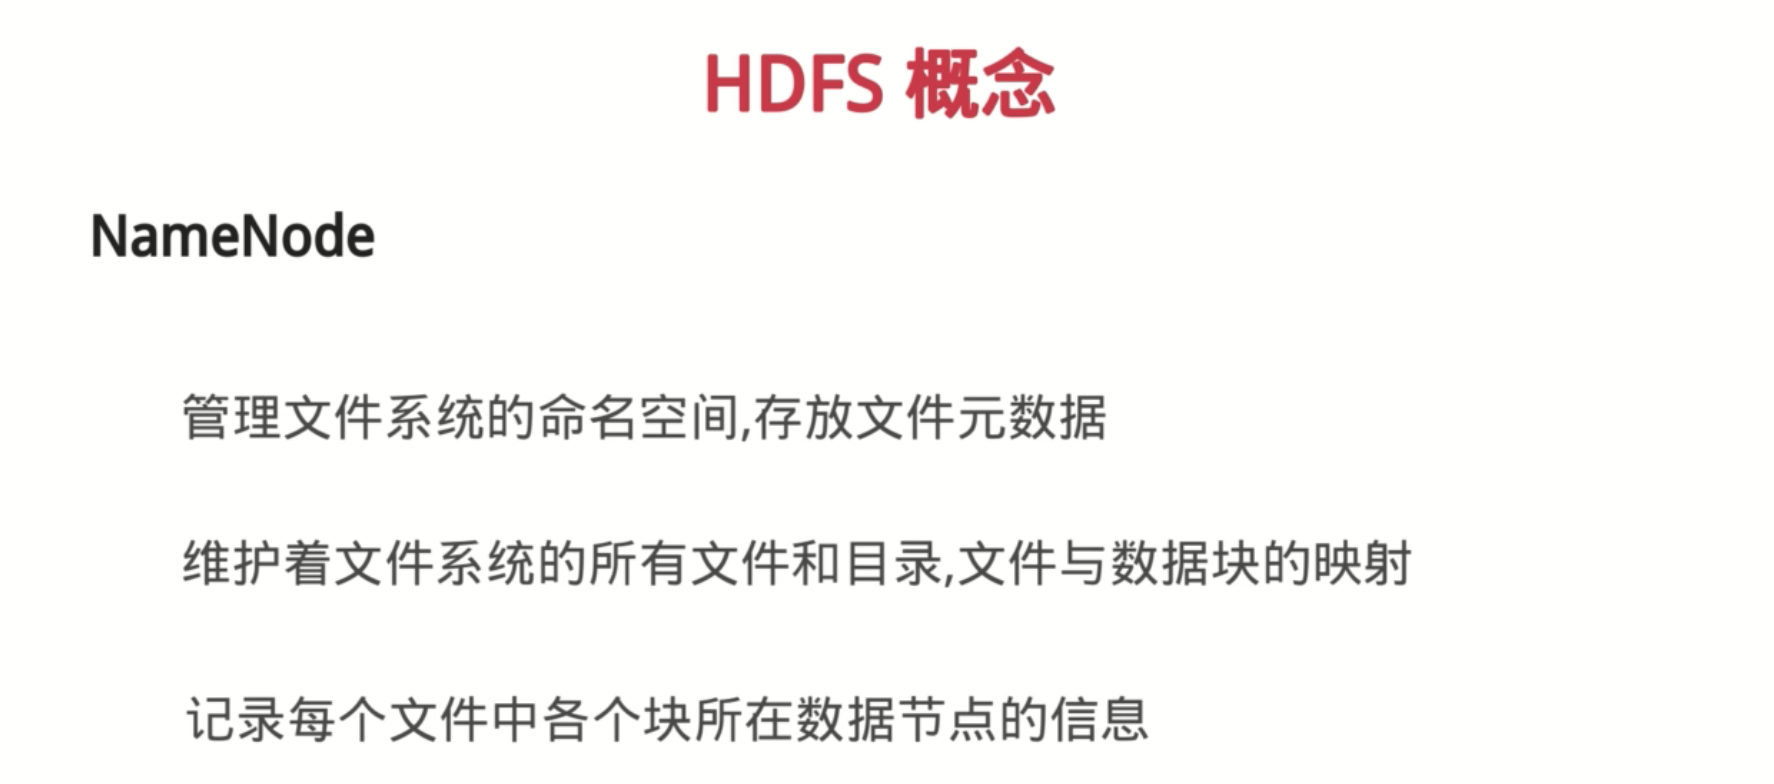 HDFS 概念
NameNode
管理文件系统的命名空间,存放文件元数据
维护着文件系统的所有文件和目录,文件与数据块的映射
记录每个文件中各个块所在数据节点的信息